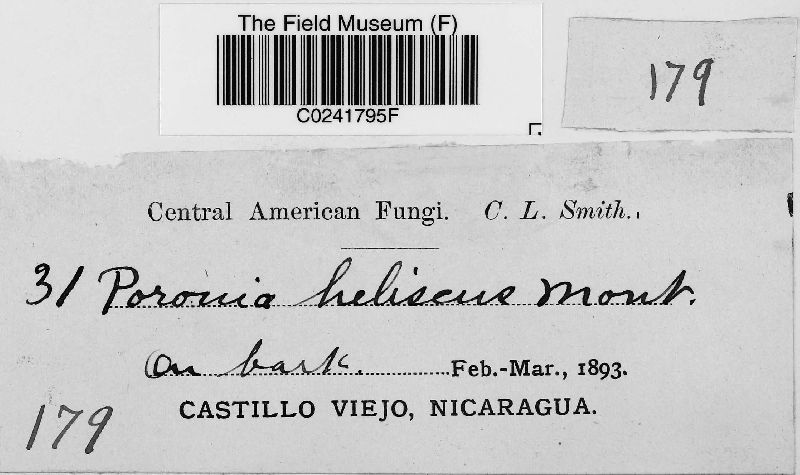 The Field Museum (F)
C0241795F
179
Central American Fungi. C. L. Smith.
31 Poronia heliscus Mont.
On bark. Feb.-Mar., 1893.
CASTILLO VIEJO, NICARAGUA.
179